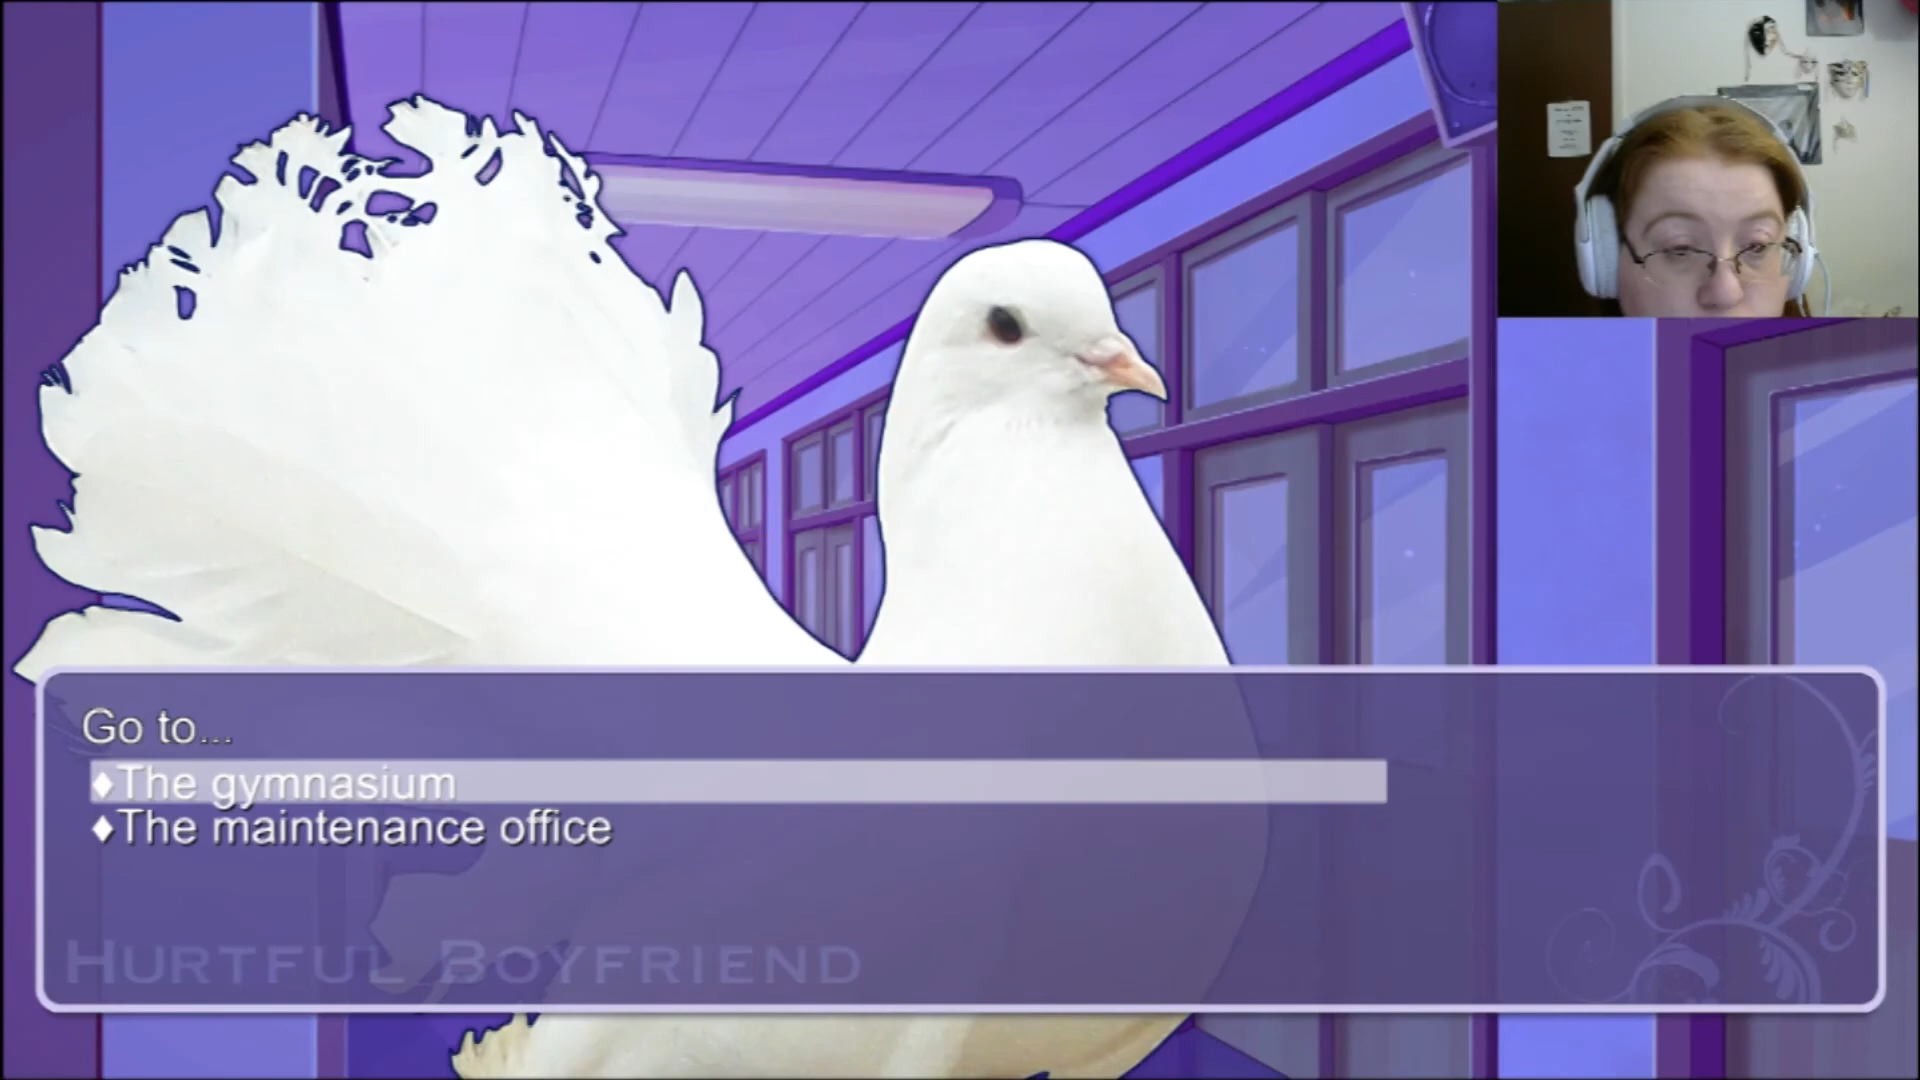 Go to...
♦The gymnasium
♦The maintenance office
HURTFUL BOYFRIEND